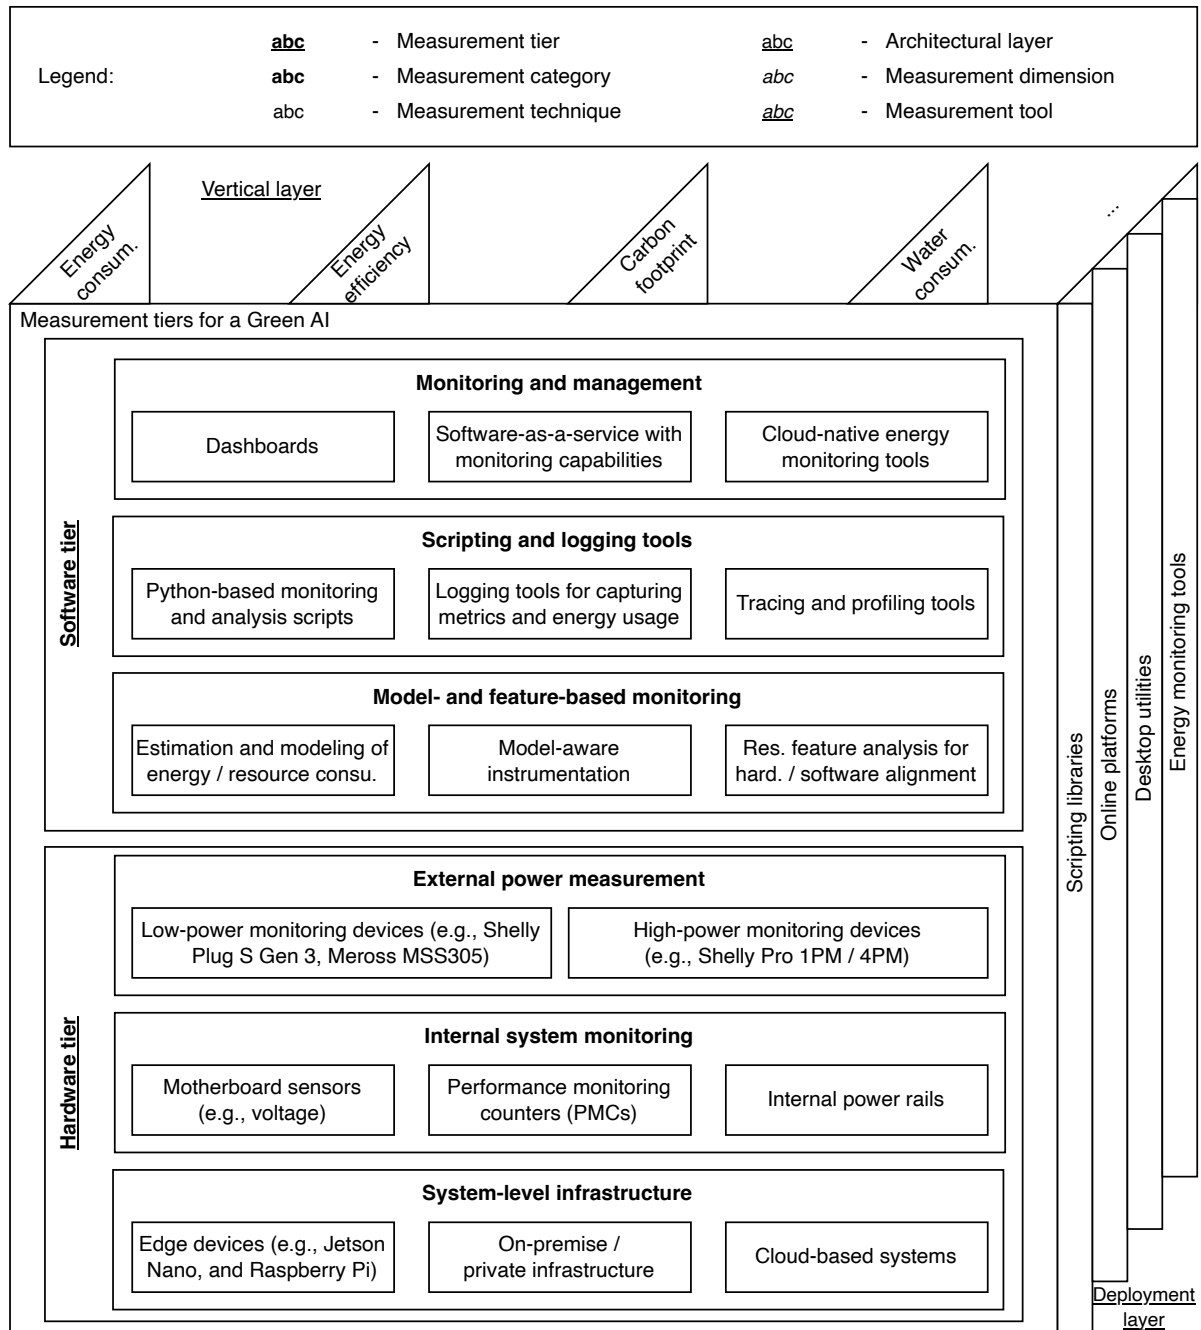 Legend:
abc - Measurement tier
abc - Measurement category
abc - Measurement technique
abc - Architectural layer
abc - Measurement dimension
abc - Measurement tool
Vertical layer
Energy
consum.
Energy
efficiency
Carbon
footprint
Water
consum.
...
Measurement tiers for a Green AI
Software tier
Monitoring and management
Dashboards
Software-as-a-service with
monitoring capabilities
Cloud-native energy
monitoring tools
Scripting and logging tools
Python-based monitoring
and analysis scripts
Logging tools for capturing
metrics and energy usage
Tracing and profiling tools
Model- and feature-based monitoring
Estimation and modeling of
energy / resource consu.
Model-aware
instrumentation
Res. feature analysis for
hard. / software alignment
Hardware tier
External power measurement
Low-power monitoring devices (e.g., Shelly
Plug S Gen 3, Meross MSS305)
High-power monitoring devices
(e.g., Shelly Pro 1PM / 4PM)
Internal system monitoring
Motherboard sensors
(e.g., voltage)
Performance monitoring
counters (PMCs)
Internal power rails
System-level infrastructure
Edge devices (e.g., Jetson
Nano, and Raspberry Pi)
On-premise /
private infrastructure
Cloud-based systems
Scripting libraries
Online platforms
Desktop utilities
Energy monitoring tools
Deployment
layer